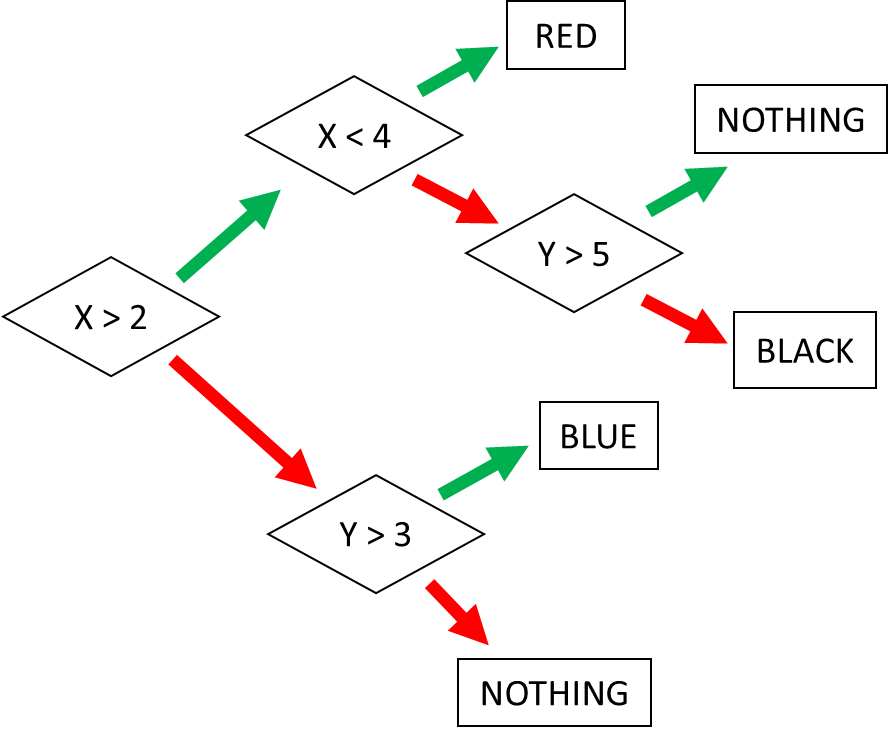 RED
X < 4
NOTHING
Y > 5
X > 2
BLACK
BLUE
Y > 3
NOTHING